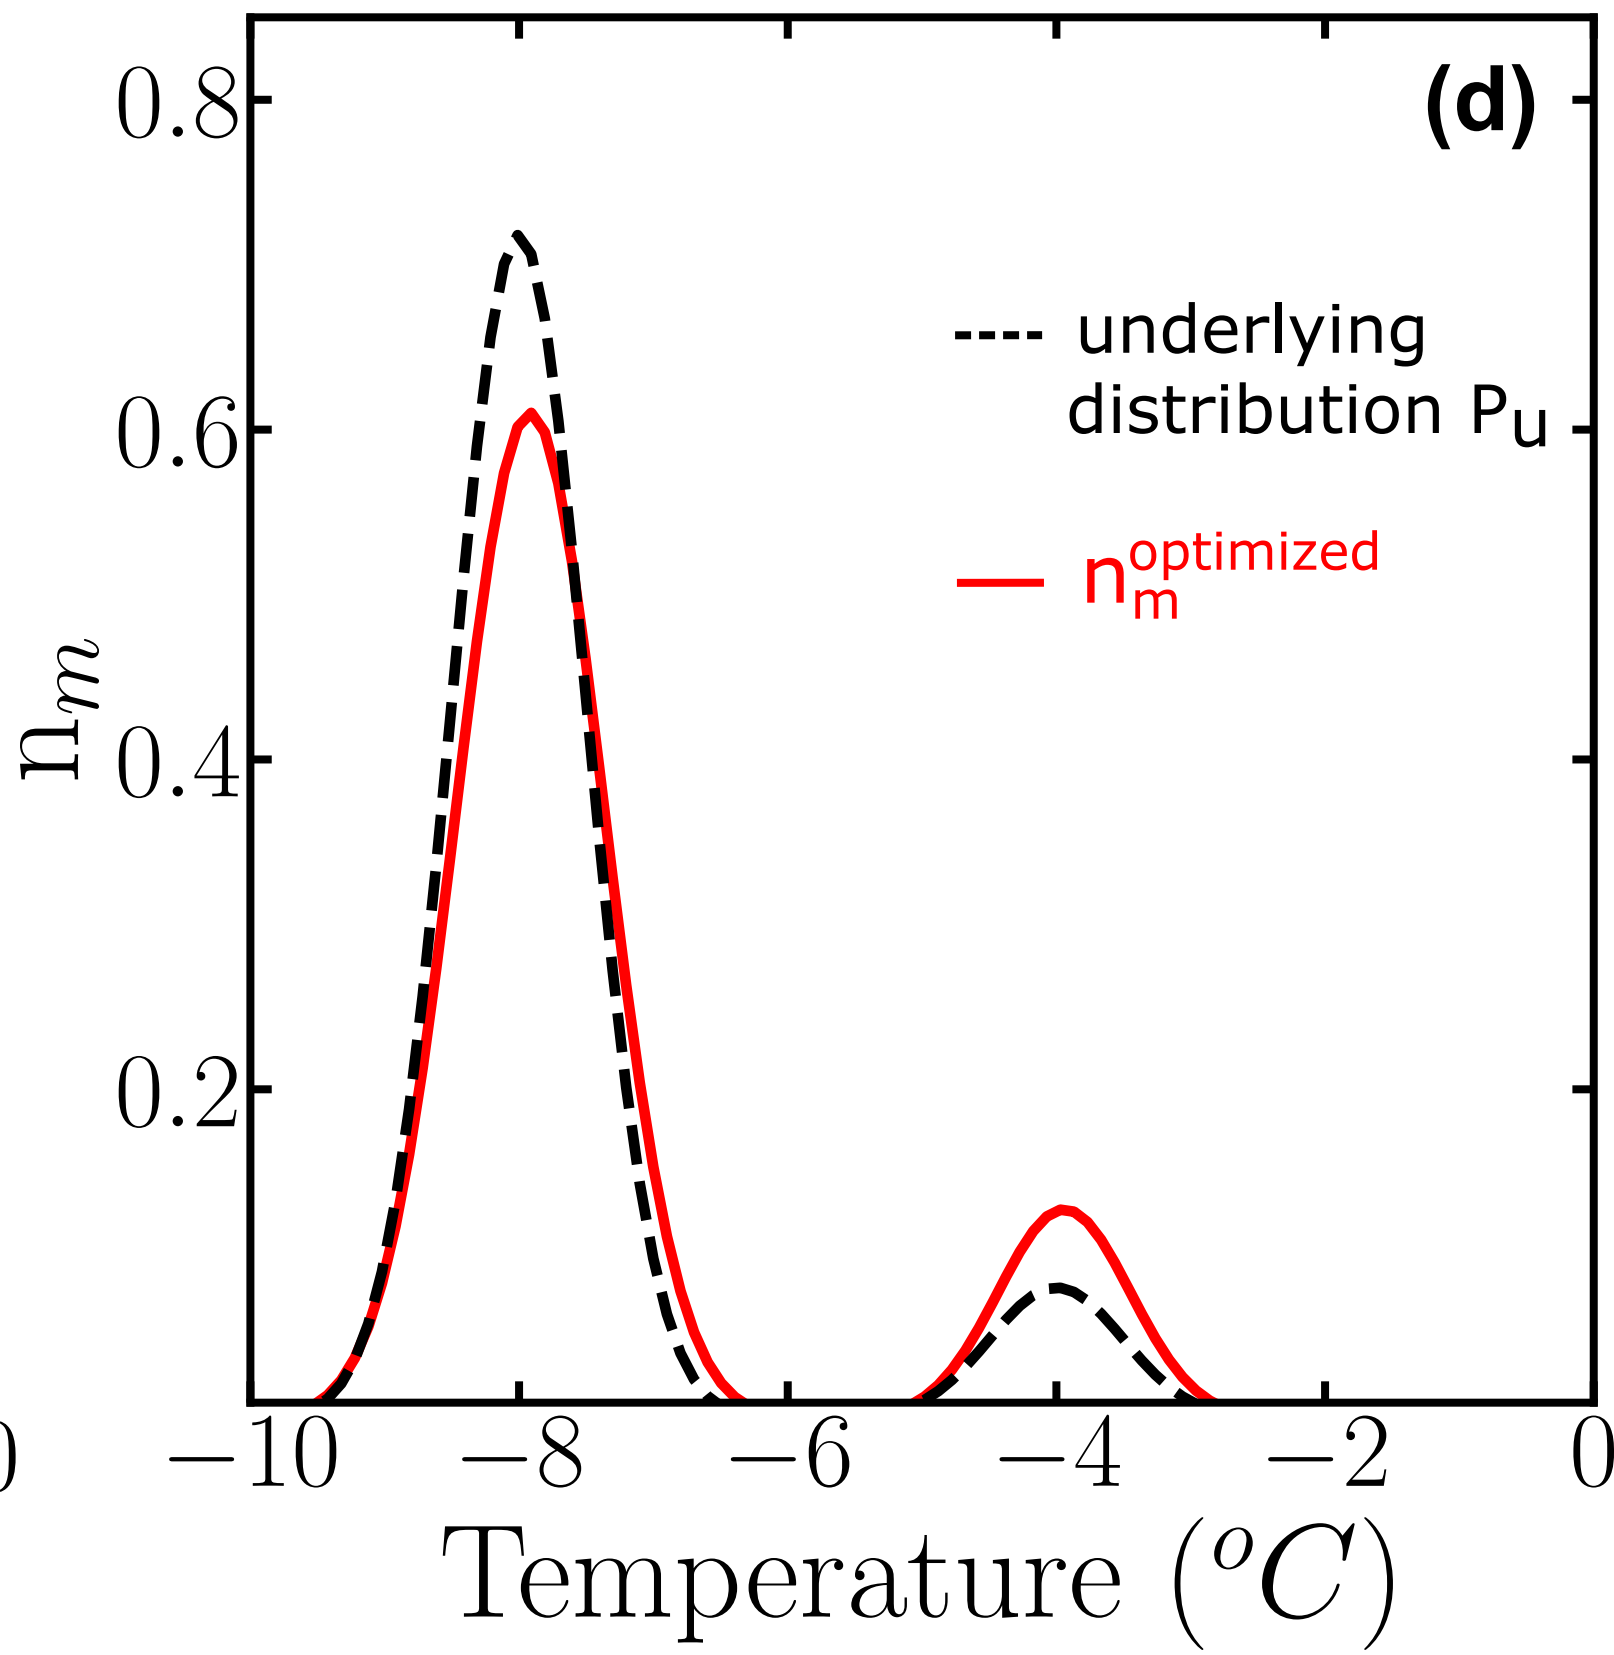 (d)
0.8
0.6
0.4
0.2
n_m
underlying
distribution P_u
n_m^optimized
0
−10
−8
−6
−4
−2
0
Temperature (°C)